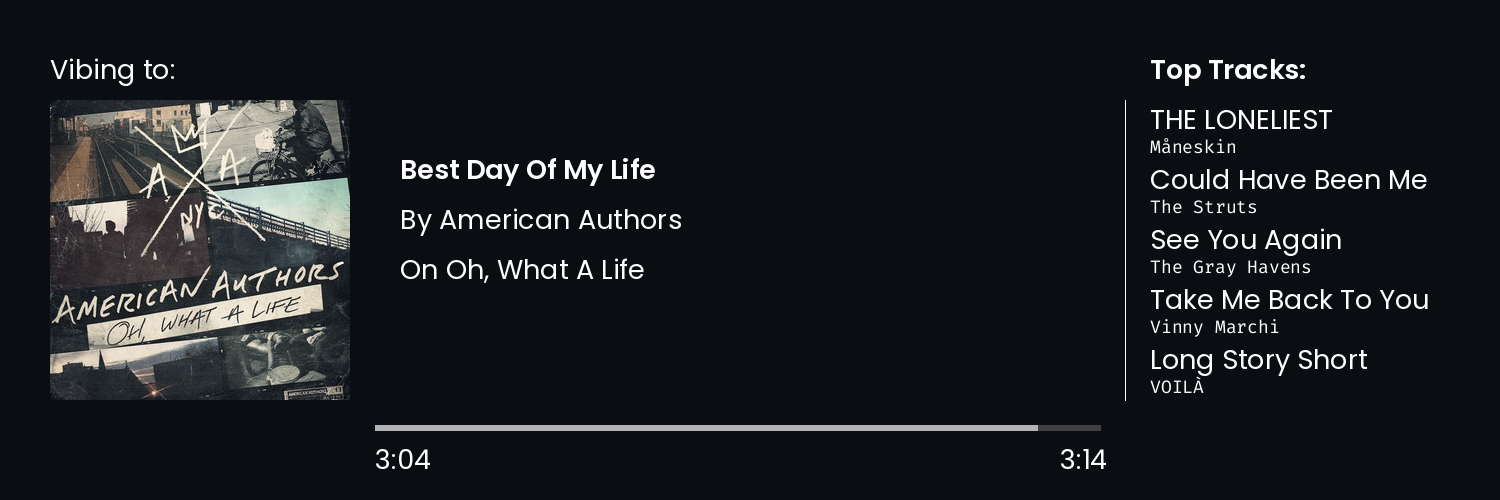 Vibing to:
A
A
NYC
AMERICAN AUTHORS
OH, WHAT A LIFE
Best Day Of My Life
By American Authors
On Oh, What A Life
3:04
3:14
Top Tracks:
THE LONELIEST
Måneskin
Could Have Been Me
The Struts
See You Again
The Gray Havens
Take Me Back To You
Vinny Marchi
Long Story Short
VOILÀ